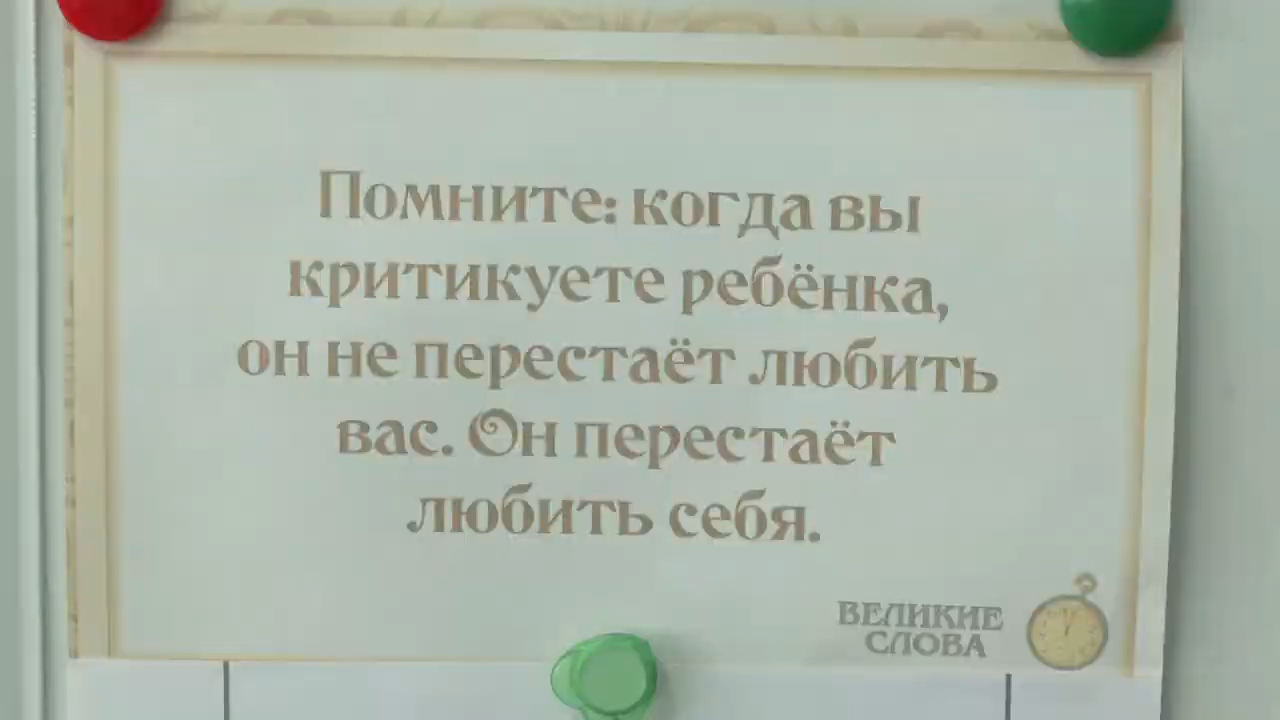 Помните: когда вы
критикуете ребёнка,
он не перестаёт любить
вас. Он перестаёт
любить себя.
ВЕЛИКИЕ
СЛОВА